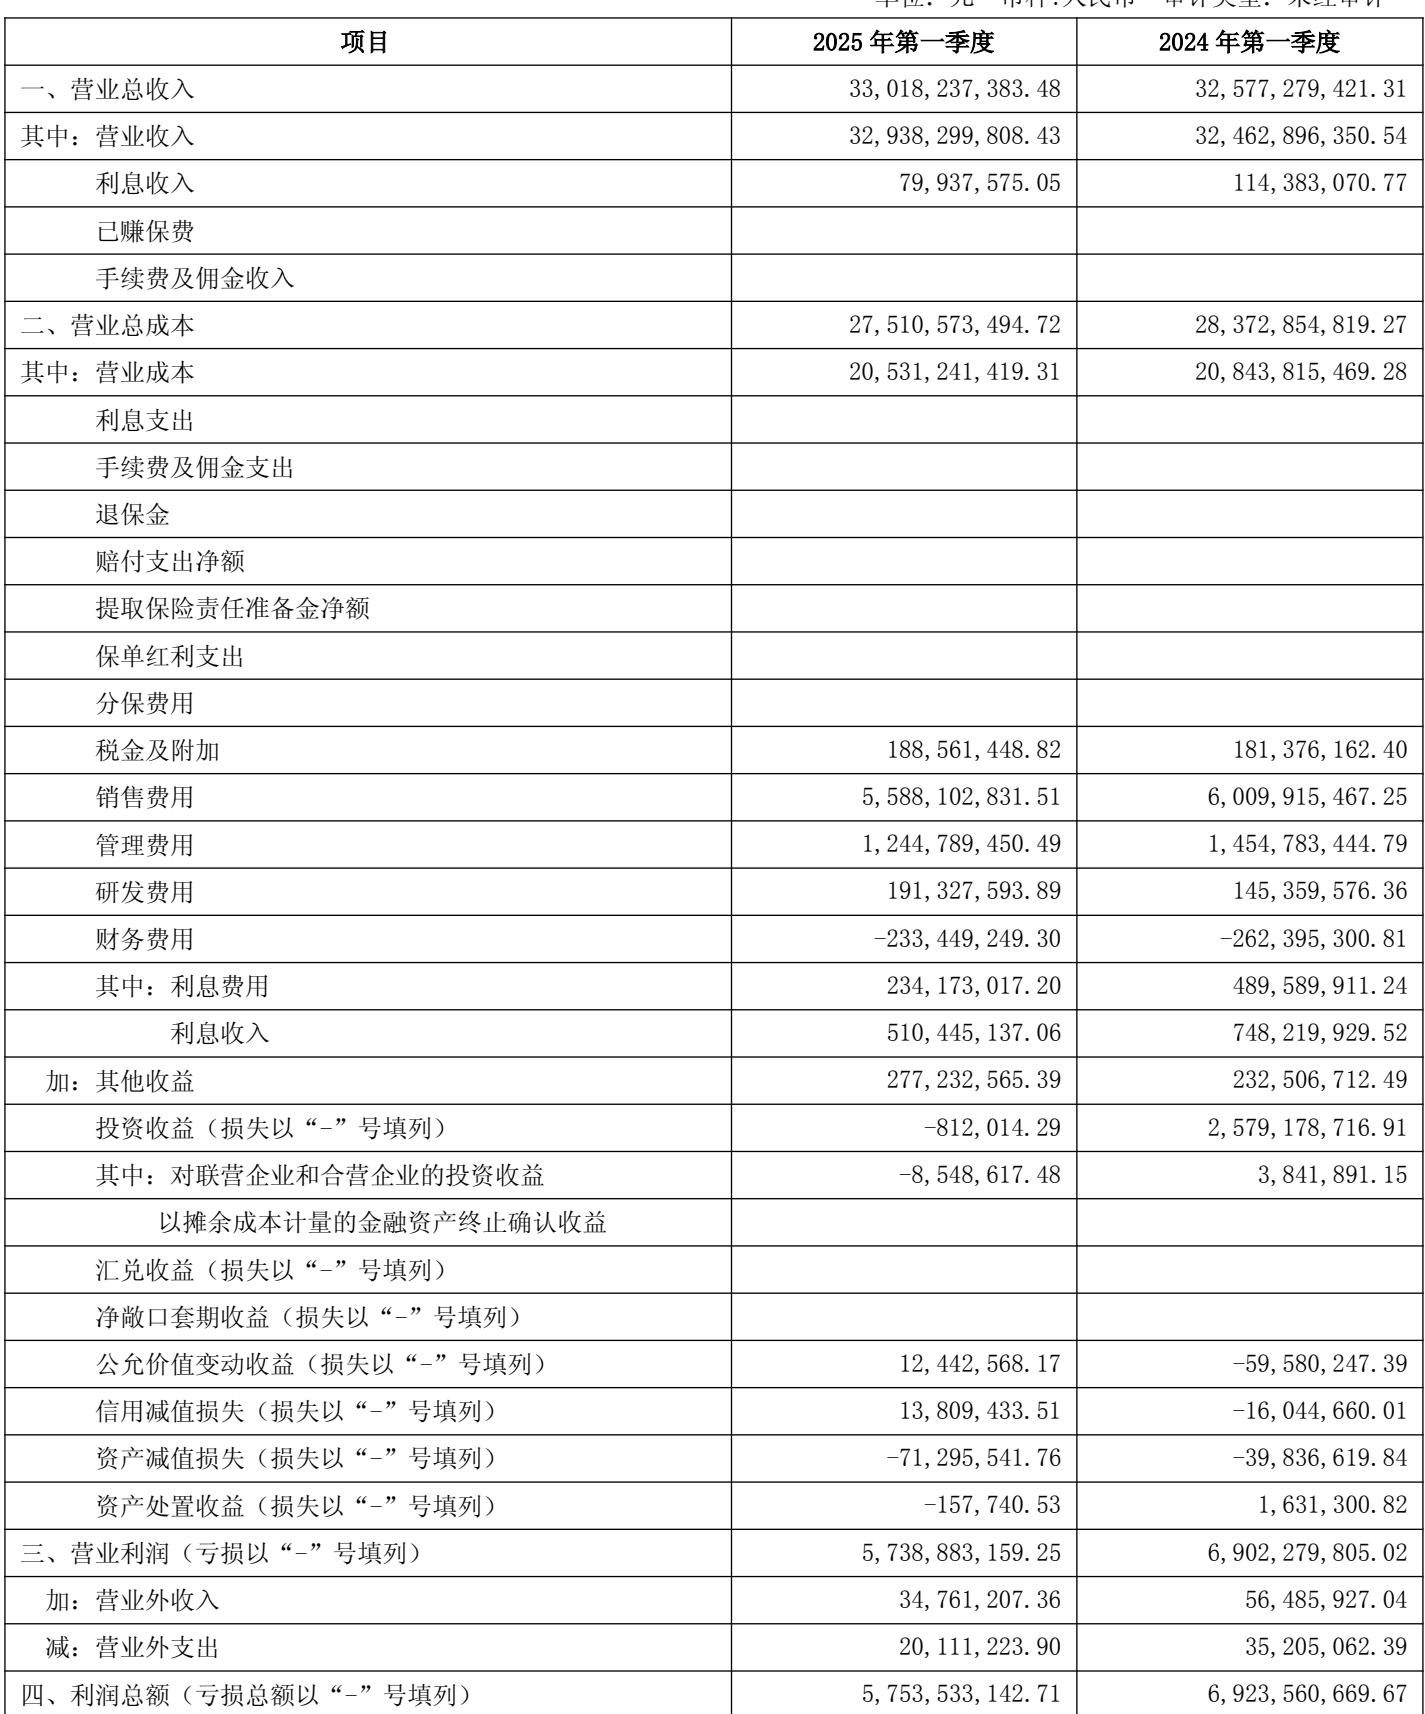 项目 2025 年第一季度 2024 年第一季度
一、营业总收入 33,018,237,383.48 32,577,279,421.31
其中：营业收入 32,938,299,808.43 32,462,896,350.54
利息收入 79,937,575.05 114,383,070.77
已赚保费
手续费及佣金收入
二、营业总成本 27,510,573,494.72 28,372,854,819.27
其中：营业成本 20,531,241,419.31 20,843,815,469.28
利息支出
手续费及佣金支出
退保金
赔付支出净额
提取保险责任准备金净额
保单红利支出
分保费用
税金及附加 188,561,448.82 181,376,162.40
销售费用 5,588,102,831.51 6,009,915,467.25
管理费用 1,244,789,450.49 1,454,783,444.79
研发费用 191,327,593.89 145,359,576.36
财务费用 -233,449,249.30 -262,395,300.81
其中：利息费用 234,173,017.20 489,589,911.24
利息收入 510,445,137.06 748,219,929.52
加：其他收益 277,232,565.39 232,506,712.49
投资收益（损失以“-”号填列） -812,014.29 2,579,178,716.91
其中：对联营企业和合营企业的投资收益 -8,548,617.48 3,841,891.15
以摊余成本计量的金融资产终止确认收益
汇兑收益（损失以“-”号填列）
净敞口套期收益（损失以“-”号填列）
公允价值变动收益（损失以“-”号填列） 12,442,568.17 -59,580,247.39
信用减值损失（损失以“-”号填列） 13,809,433.51 -16,044,660.01
资产减值损失（损失以“-”号填列） -71,295,541.76 -39,836,619.84
资产处置收益（损失以“-”号填列） -157,740.53 1,631,300.82
三、营业利润（亏损以“-”号填列） 5,738,883,159.25 6,902,279,805.02
加：营业外收入 34,761,207.36 56,485,927.04
减：营业外支出 20,111,223.90 35,205,062.39
四、利润总额（亏损总额以“-”号填列） 5,753,533,142.71 6,923,560,669.67